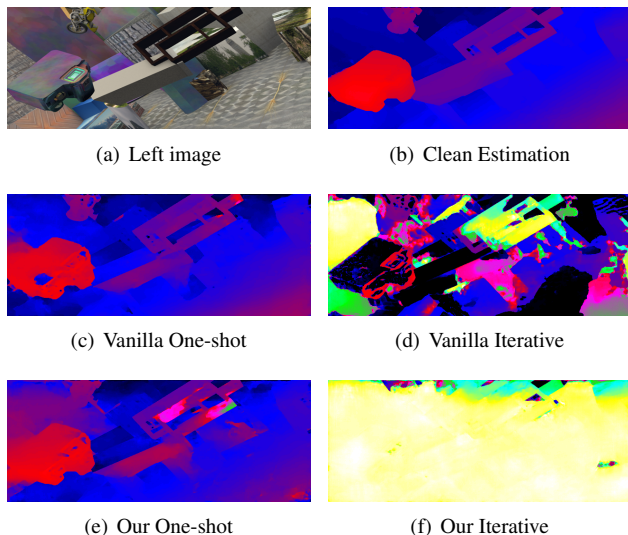 (a) Left image
(b) Clean Estimation
(c) Vanilla One-shot
(d) Vanilla Iterative
(e) Our One-shot
(f) Our Iterative